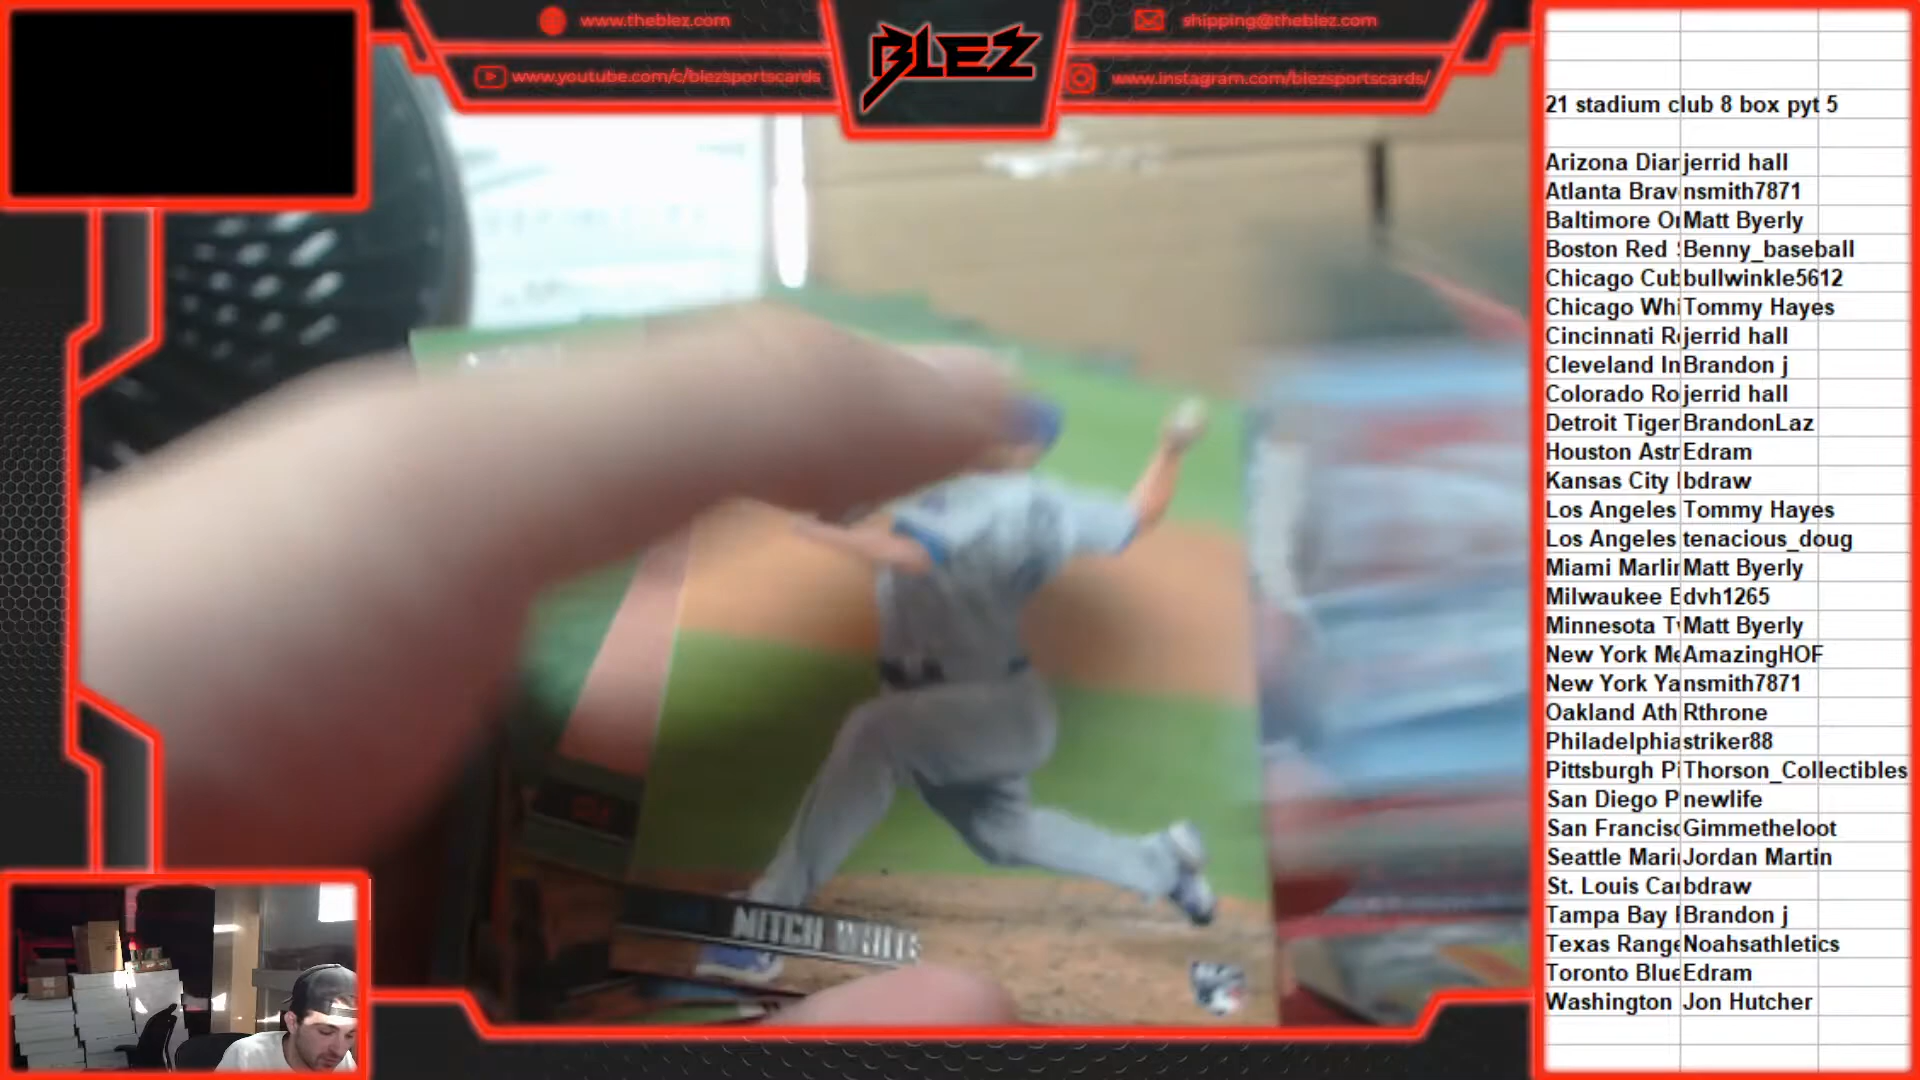 www.theblez.com
shipping@theblez.com
BLEZ
www.youtube.com/c/blezsportscards
www.instagram.com/blezsportscards/
21 stadium club 8 box pyt 5
Arizona Diar jerrid hall
Atlanta Brav nsmith7871
Baltimore Or Matt Byerly
Boston Red Benny_baseball
Chicago Cub bullwinkle5612
Chicago Whi Tommy Hayes
Cincinnati Re jerrid hall
Cleveland In Brandon j
Colorado Ro jerrid hall
Detroit Tiger BrandonLaz
Houston Astr Edram
Kansas City bdraw
Los Angeles Tommy Hayes
Los Angeles tenacious_doug
Miami Marlin Matt Byerly
Milwaukee B dvh1265
Minnesota Tw Matt Byerly
New York Me AmazingHOF
New York Ya nsmith7871
Oakland Ath Rthrone
Philadelphia striker88
Pittsburgh Pi Thorson_Collectibles
San Diego P newlife
San Francisc Gimmetheloot
Seattle Mari Jordan Martin
St. Louis Car bdraw
Tampa Bay Brandon j
Texas Range Noahsathletics
Toronto Blue Edram
Washington Jon Hutcher
MITCH WHITE